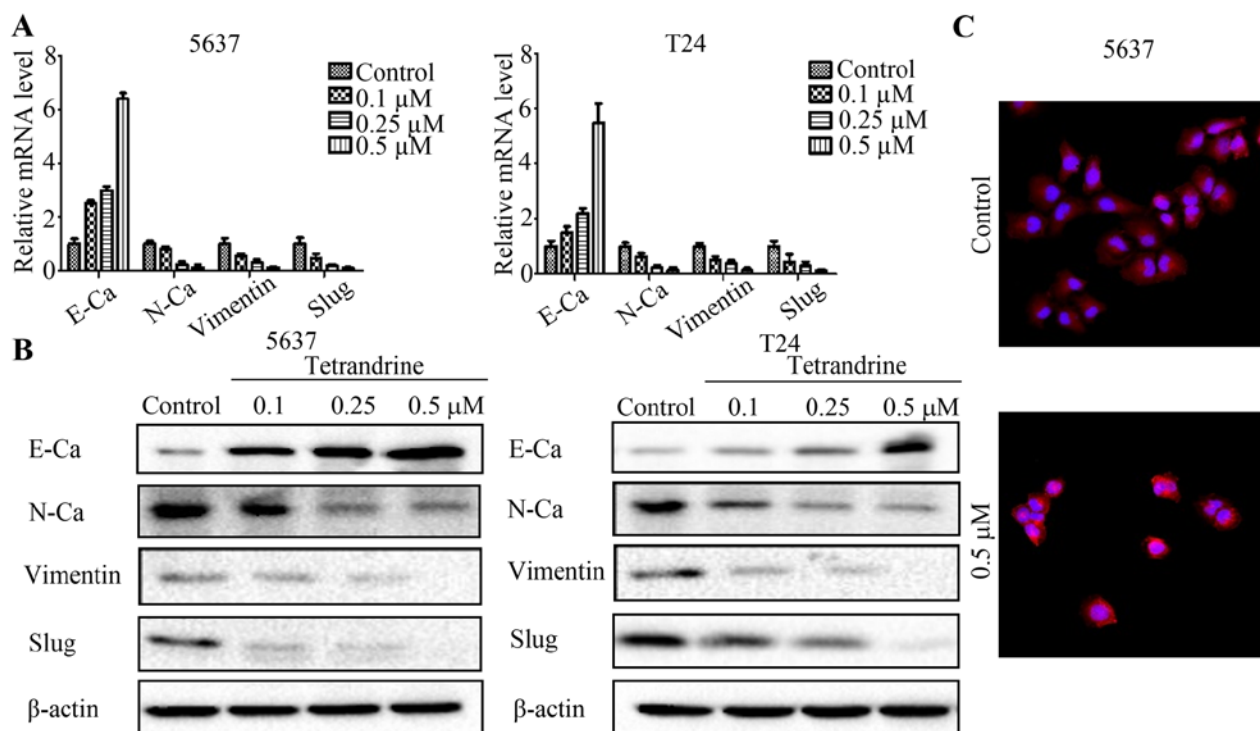 A
5637
Relative mRNA level
8
6
4
2
0
Control
0.1 μM
0.25 μM
0.5 μM
E-Ca
N-Ca
Vimentin
Slug
T24
Relative mRNA level
8
6
4
2
0
Control
0.1 μM
0.25 μM
0.5 μM
E-Ca
N-Ca
Vimentin
Slug
B
5637
Tetrandrine
Control 0.1 0.25 0.5 μM
E-Ca
N-Ca
Vimentin
Slug
β-actin
T24
Tetrandrine
Control 0.1 0.25 0.5 μM
E-Ca
N-Ca
Vimentin
Slug
β-actin
C
5637
Control
0.5 μM